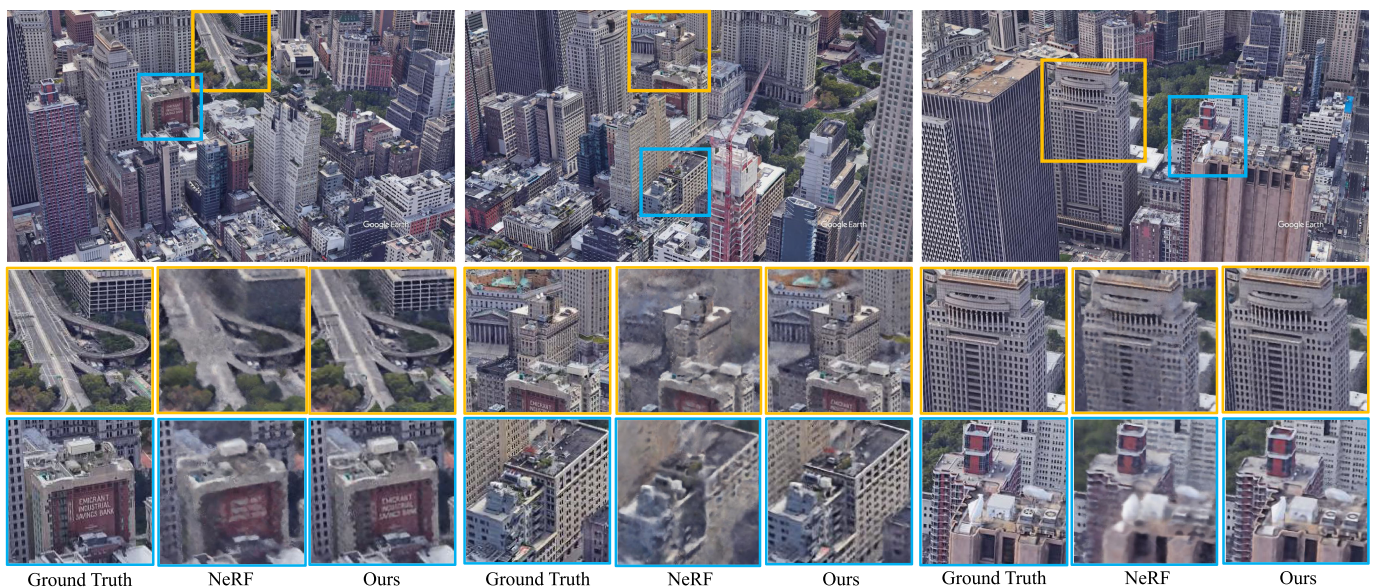 Google Earth
Google Earth
Google Earth
EMIGRANT
INDUSTRIAL
SAVINGS BANK
Ground Truth
NeRF
Ours
Ground Truth
NeRF
Ours
Ground Truth
NeRF
Ours